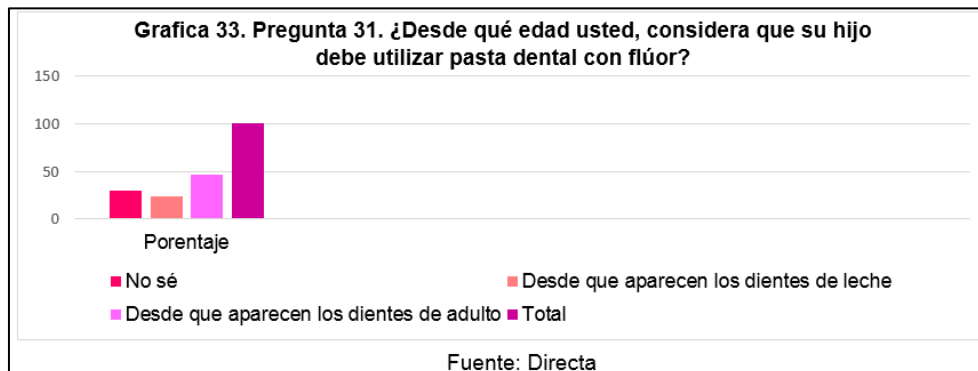 Grafica 33. Pregunta 31. ¿Desde qué edad usted, considera que su hijo
debe utilizar pasta dental con flúor?
150
100
50
0
Porentaje
No sé
Desde que aparecen los dientes de leche
Desde que aparecen los dientes de adulto
Total
Fuente: Directa